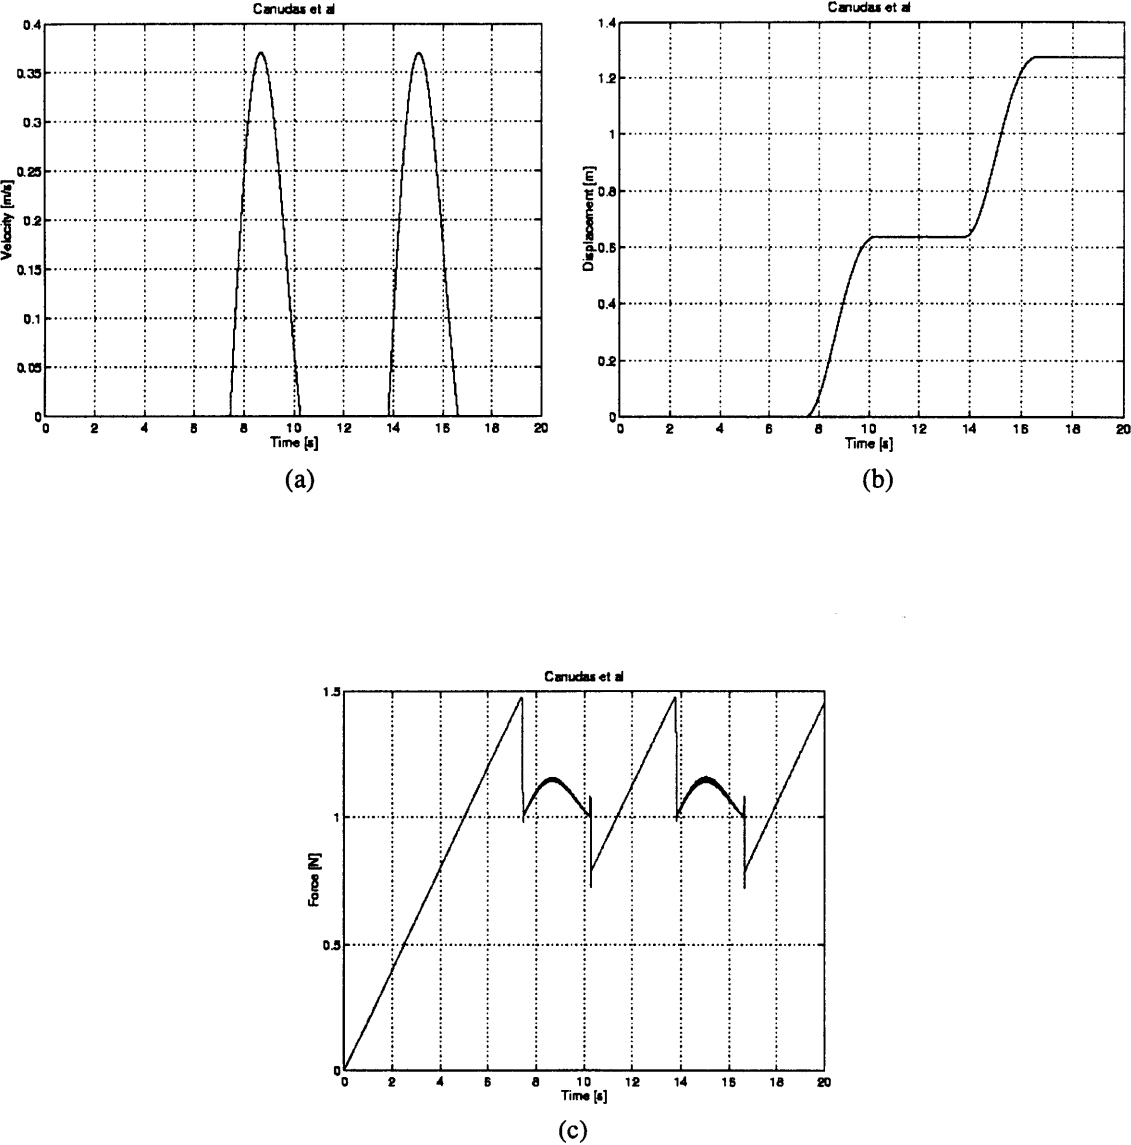 Canudas et al
0.4
0.35
0.3
0.25
0.2
0.15
0.1
0.05
0
Velocity [m/s]
0 2 4 6 8 10 12 14 16 18 20
Time [s]
(a)
Canudas et al
1.4
1.2
1
0.8
0.6
0.4
0.2
0
Displacement [m]
0 2 4 6 8 10 12 14 16 18 20
Time [s]
(b)
Canudas et al
1.5
1
0.5
0
Force [N]
0 2 4 6 8 10 12 14 16 18 20
Time [s]
(c)